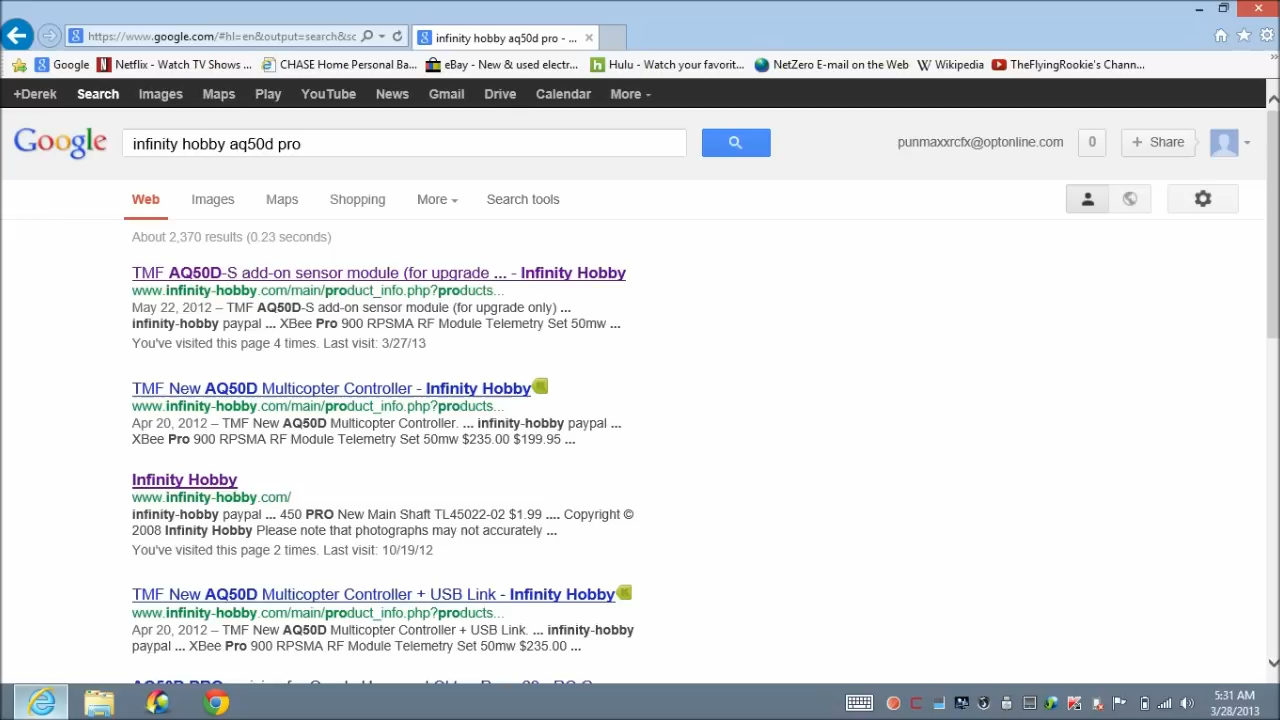 https://www.google.com/#hl=en&output=search&sc
infinity hobby aq50d pro - ...
Google
Netflix - Watch TV Shows ...
CHASE Home Personal Ba...
eBay - New & used electr...
Hulu - Watch your favorit...
NetZero E-mail on the Web
Wikipedia
TheFlyingRookie's Chann...
+Derek Search Images Maps Play YouTube News Gmail Drive Calendar More
Google
infinity hobby aq50d pro
punmaxxrcfx@optonline.com
0
+ Share
Web Images Maps Shopping More Search tools
About 2,370 results (0.23 seconds)
TMF AQ50D-S add-on sensor module (for upgrade ... - Infinity Hobby
www.infinity-hobby.com/main/product_info.php?products...
May 22, 2012 – TMF AQ50D-S add-on sensor module (for upgrade only) ...
infinity-hobby paypal ... XBee Pro 900 RPSMA RF Module Telemetry Set 50mw ...
You've visited this page 4 times. Last visit: 3/27/13
TMF New AQ50D Multicopter Controller - Infinity Hobby
www.infinity-hobby.com/main/product_info.php?products...
Apr 20, 2012 – TMF New AQ50D Multicopter Controller. ... infinity-hobby paypal ...
XBee Pro 900 RPSMA RF Module Telemetry Set 50mw $235.00 $199.95 ...
Infinity Hobby
www.infinity-hobby.com/
infinity-hobby paypal ... 450 PRO New Main Shaft TL45022-02 $1.99 .... Copyright ©
2008 Infinity Hobby Please note that photographs may not accurately ...
You've visited this page 2 times. Last visit: 10/19/12
TMF New AQ50D Multicopter Controller + USB Link - Infinity Hobby
www.infinity-hobby.com/main/product_info.php?products...
Apr 20, 2012 – TMF New AQ50D Multicopter Controller + USB Link. ... infinity-hobby
paypal ... XBee Pro 900 RPSMA RF Module Telemetry Set 50mw $235.00 ...
5:31 AM
3/28/2013